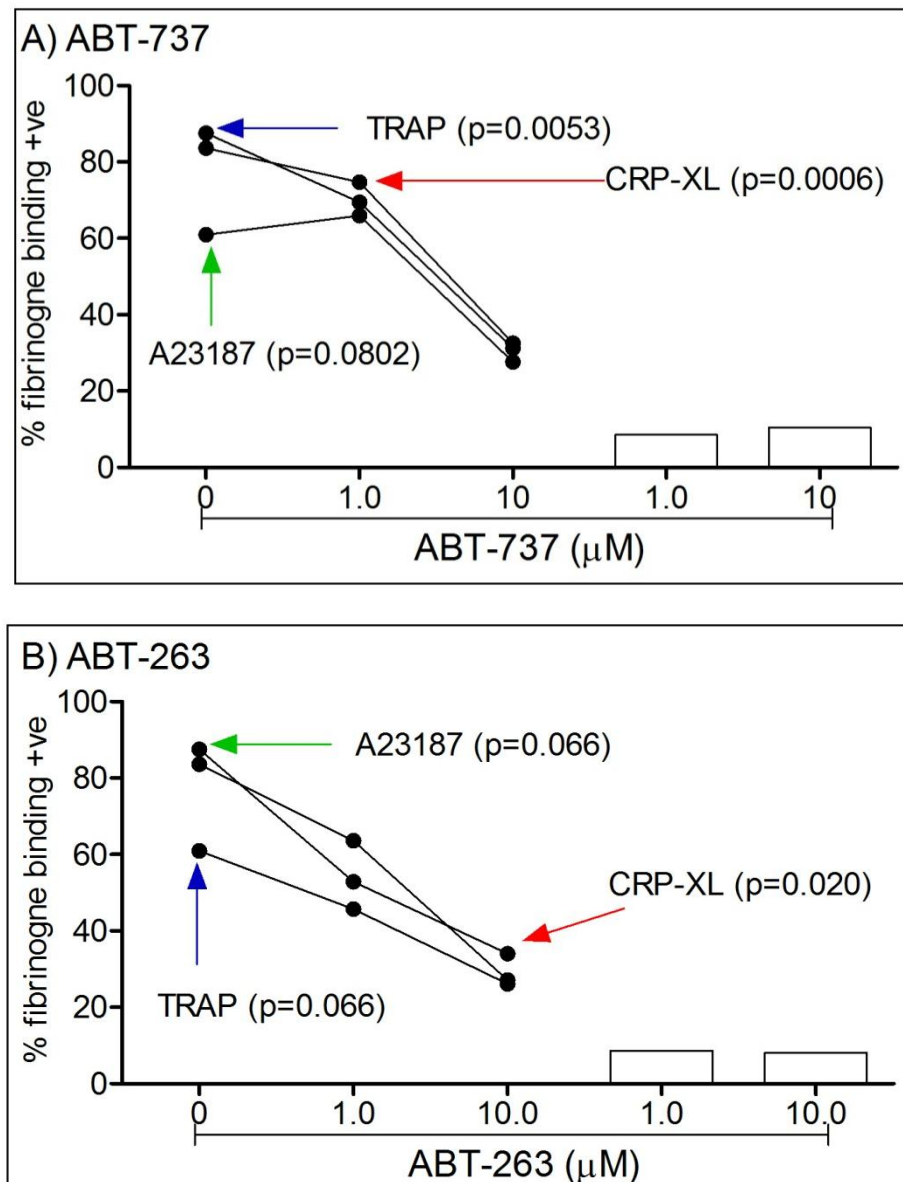 A) ABT-737
% fibrinogne binding +ve
100
80
60
40
20
0
TRAP (p=0.0053)
CRP-XL (p=0.0006)
A23187 (p=0.0802)
0 1.0 10 1.0 10
ABT-737 (μM)
B) ABT-263
% fibrinogne binding +ve
100
80
60
40
20
0
A23187 (p=0.066)
CRP-XL (p=0.020)
TRAP (p=0.066)
0 1.0 10.0 1.0 10.0
ABT-263 (μM)